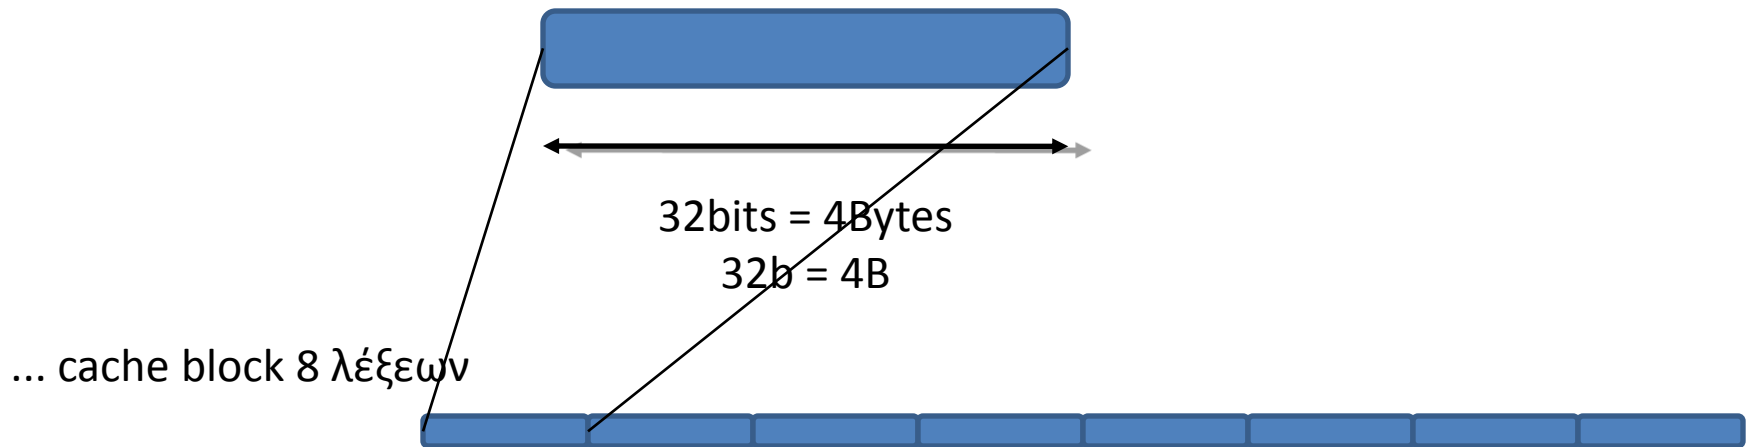 32bits = 4Bytes
32b = 4B
... cache block 8 λέξεων